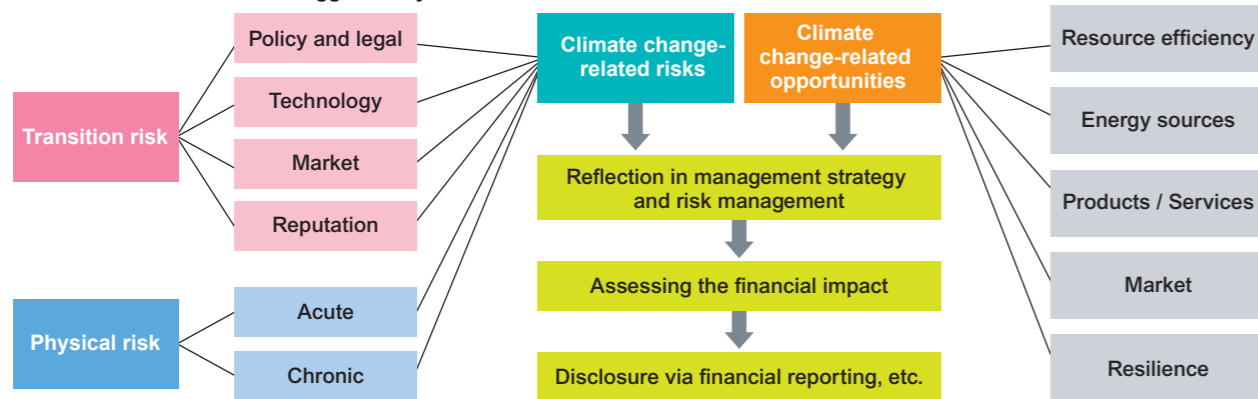 Transition risk
Policy and legal
Technology
Market
Reputation
Physical risk
Acute
Chronic
Climate change-
related risks
Climate
change-related
opportunities
Reflection in management strategy
and risk management
Assessing the financial impact
Disclosure via financial reporting, etc.
Resource efficiency
Energy sources
Products / Services
Market
Resilience